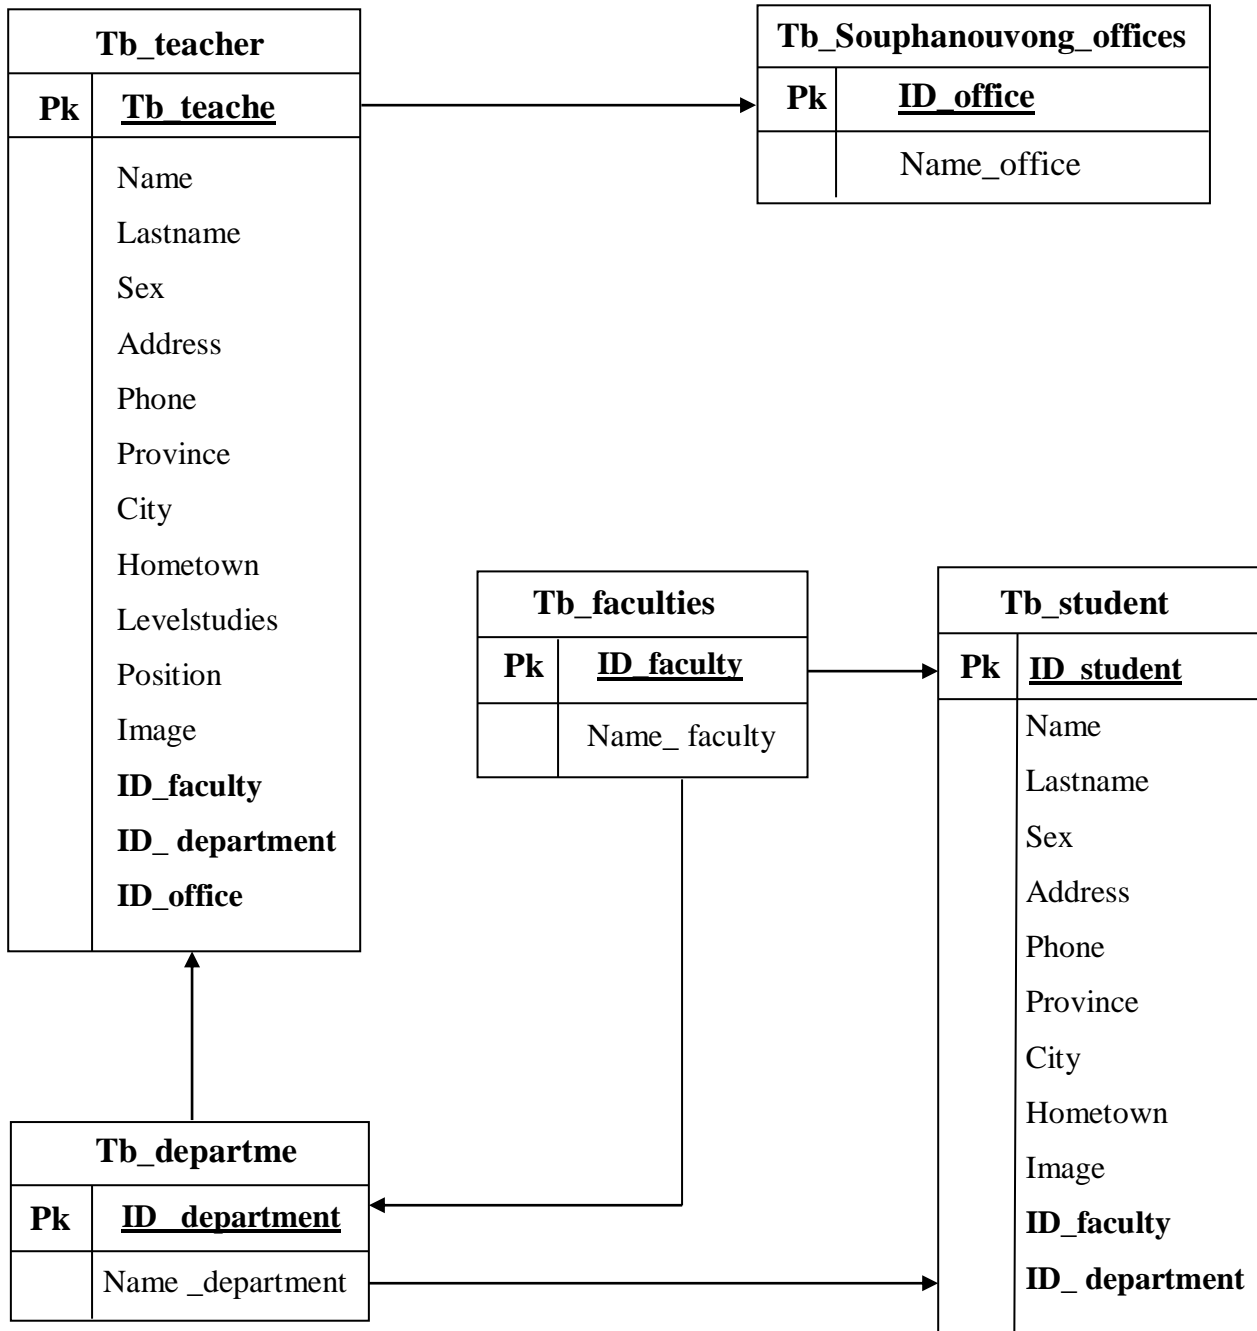 Tb_teacher
Pk Tb_teache
Name
Lastname
Sex
Address
Phone
Province
City
Hometown
Levelstudies
Position
Image
ID_faculty
ID_ department
ID_office
Tb_Souphanouvong_offices
Pk ID_office
Name_office
Tb_faculties
Pk ID_faculty
Name_ faculty
Tb_student
Pk ID_student
Name
Lastname
Sex
Address
Phone
Province
City
Hometown
Image
ID_faculty
ID_ department
Tb_departme
Pk ID_ department
Name _department